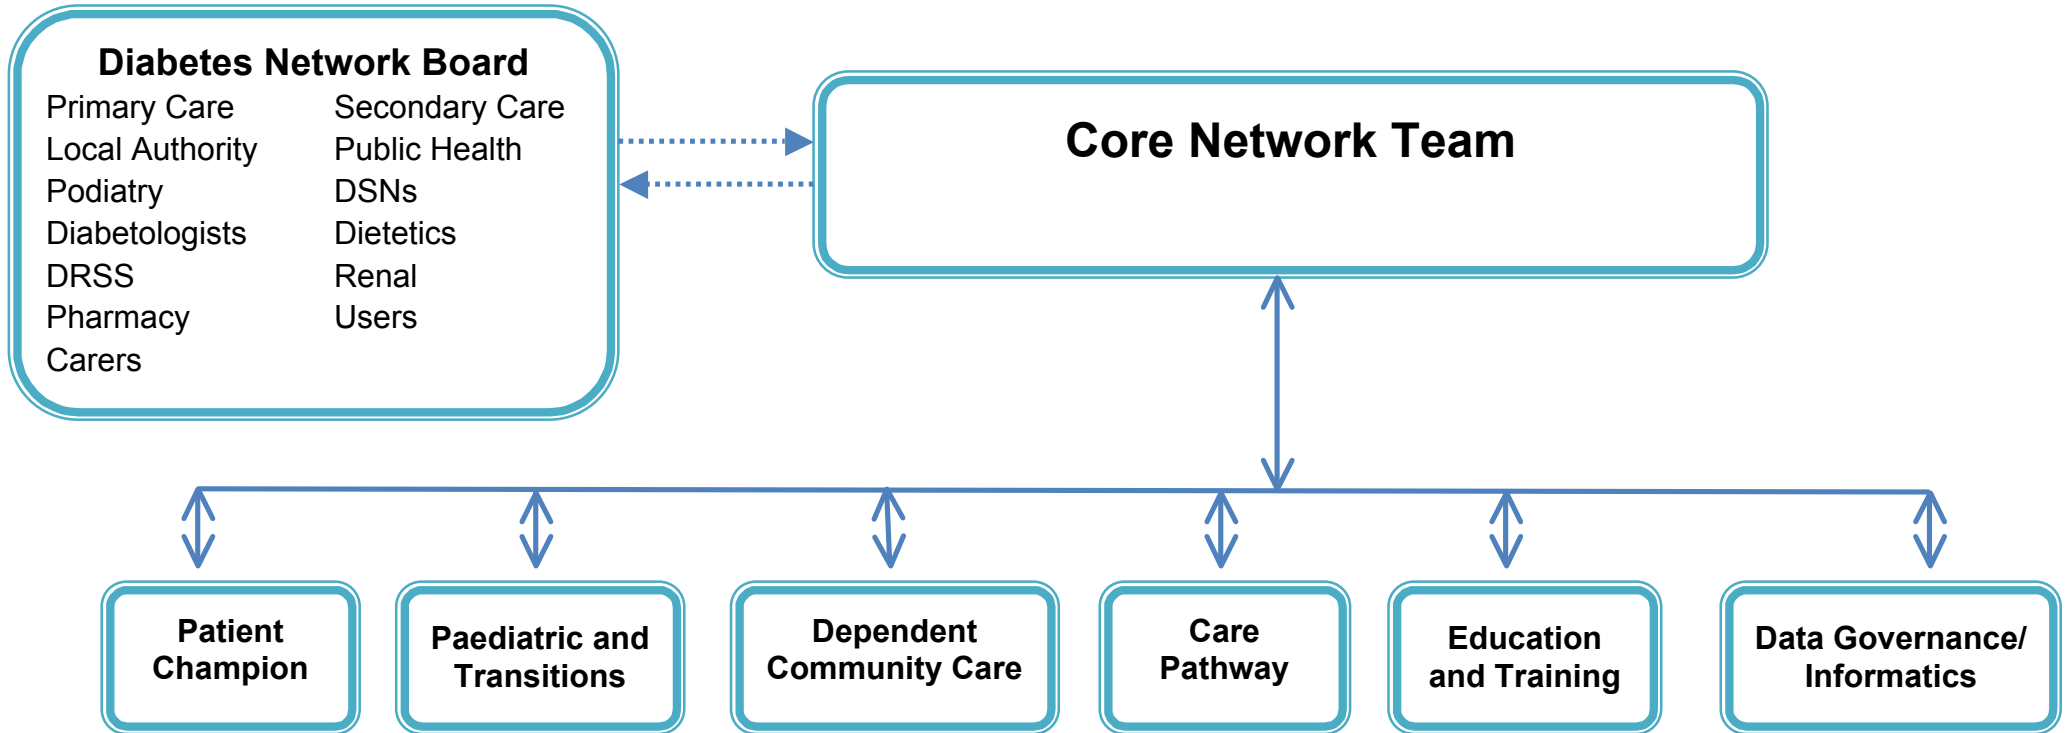 Diabetes Network Board
Primary Care Secondary Care
Local Authority Public Health
Podiatry DSNs
Diabetologists Dietetics
DRSS Renal
Pharmacy Users
Carers
Core Network Team
Patient
Champion
Paediatric and
Transitions
Dependent
Community Care
Care
Pathway
Education
and Training
Data Governance/
Informatics